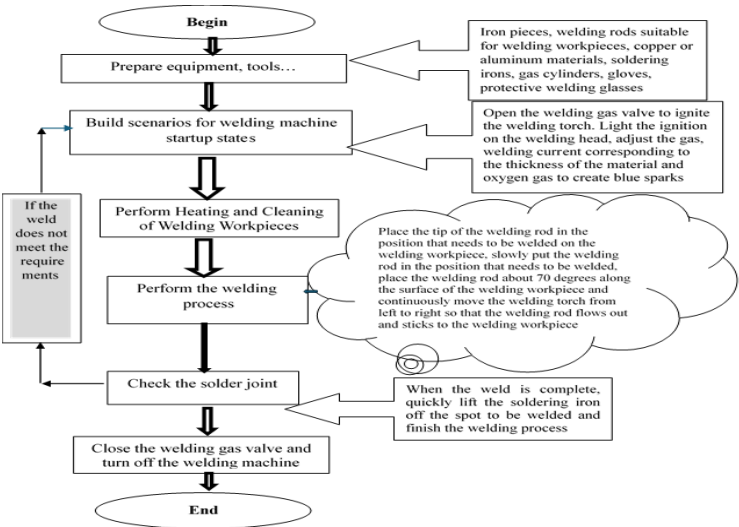 Begin
Prepare equipment, tools…
Iron pieces, welding rods suitable
for welding workpieces, copper or
aluminum materials, soldering
irons, gas cylinders, gloves,
protective welding glasses
Build scenarios for welding machine
startup states
Open the welding gas valve to ignite
the welding torch. Light the ignition
on the welding head, adjust the gas,
welding current corresponding to
the thickness of the material and
oxygen gas to create blue sparks
If the
weld
does not
meet the
require
ments
Perform Heating and Cleaning
of Welding Workpieces
Perform the welding
process
Place the tip of the welding rod in the
position that needs to be welded on the
welding workpiece, slowly put the welding
rod in the position that needs to be welded,
place the welding rod about 70 degrees along
the surface of the welding workpiece and
continuously move the welding torch from
left to right so that the welding rod flows out
and sticks to the welding workpiece
Check the solder joint
When the weld is complete,
quickly lift the soldering iron
off the spot to be welded and
finish the welding process
Close the welding gas valve and
turn off the welding machine
End